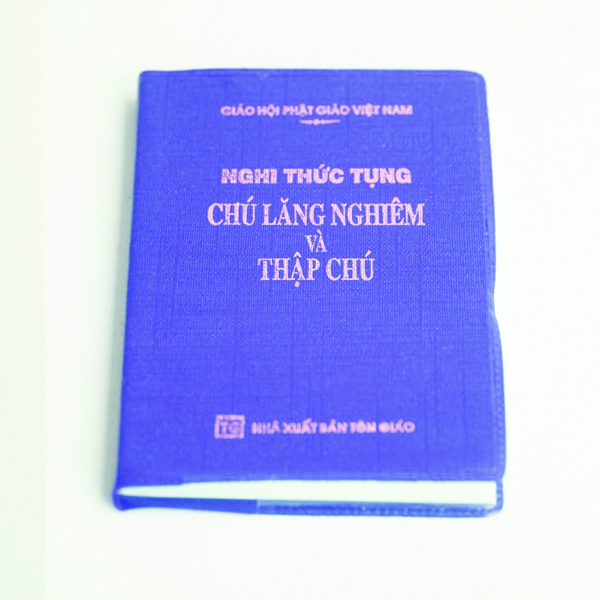 GIÁO HỘI PHẬT GIÁO VIỆT NAM
NGHI THỨC TỤNG
CHÚ LĂNG NGHIÊM
VÀ
THẬP CHÚ
TG NHÀ XUẤT BẢN TÔN GIÁO